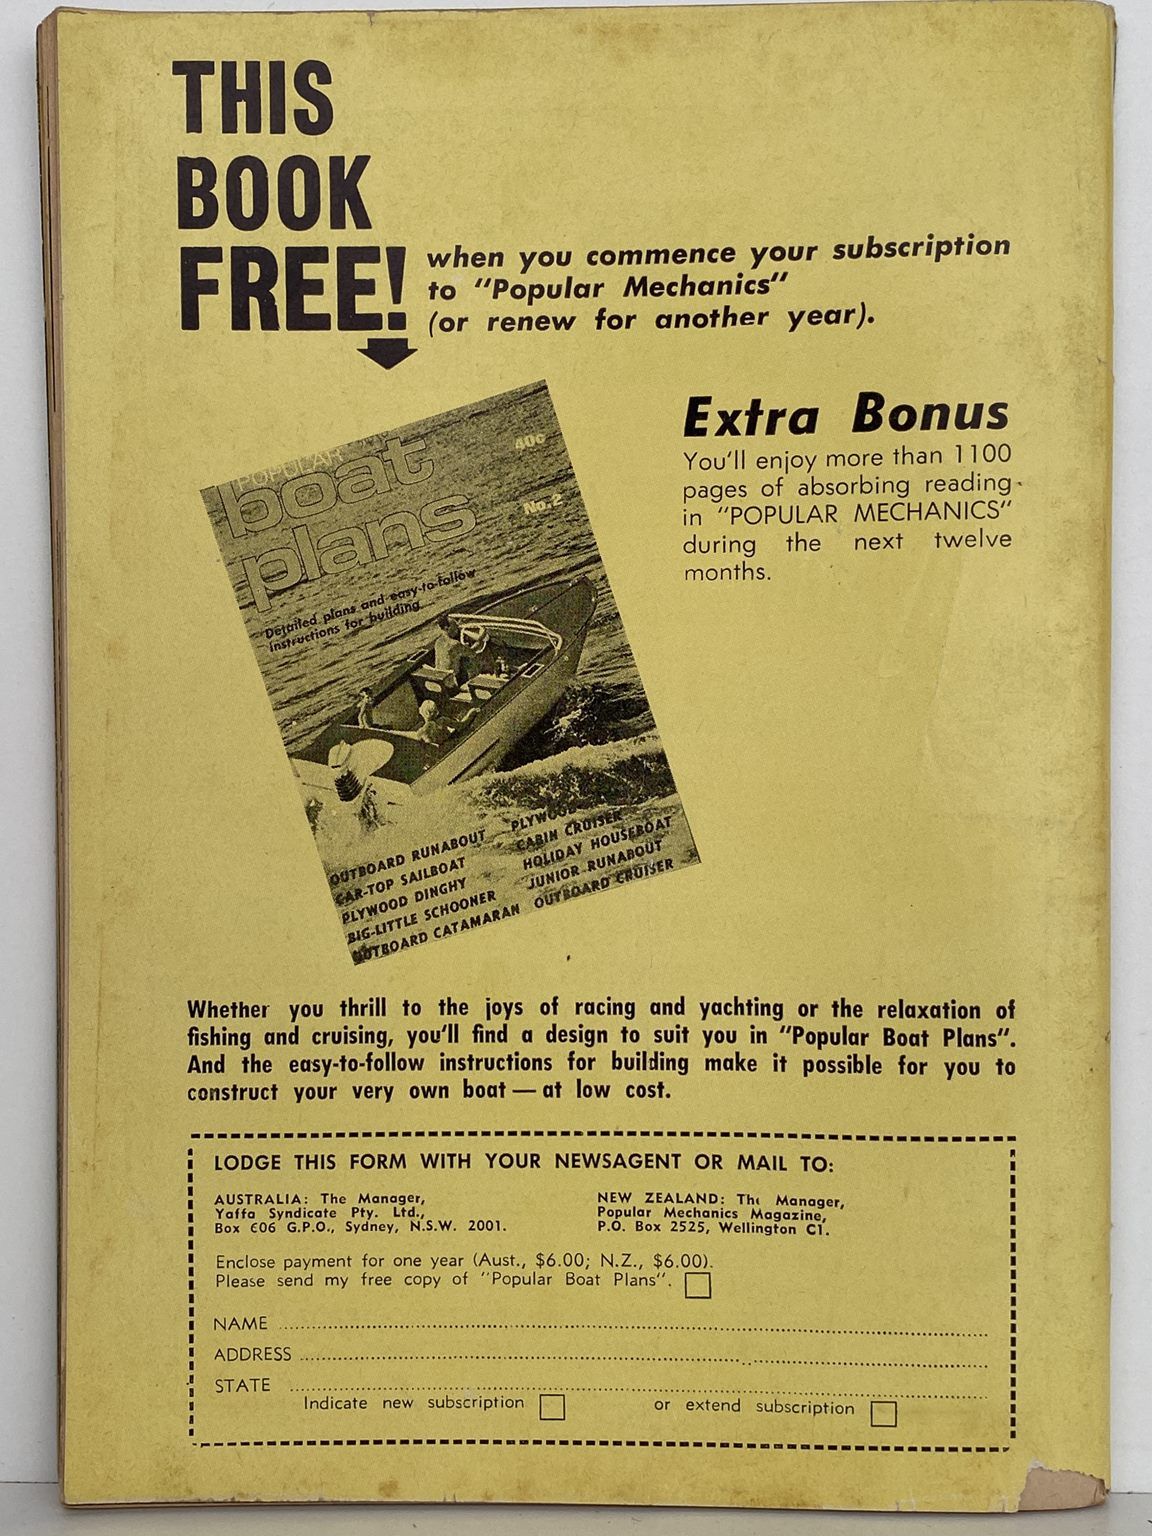 THIS
BOOK
FREE!
when you commence your subscription
to "Popular Mechanics"
(or renew for another year).
POPULAR
boat
plans
40c
No. 2
Detailed plans and easy-to-follow
instructions for building
OUTBOARD RUNABOUT
CAR-TOP SAILBOAT
PLYWOOD DINGHY
BIG-LITTLE SCHOONER
OUTBOARD CATAMARAN
PLYWOOD
CABIN CRUISER
HOLIDAY HOUSEBOAT
JUNIOR RUNABOUT
OUTBOARD CRUISER
Extra Bonus
You'll enjoy more than 1100
pages of absorbing reading
in "POPULAR MECHANICS"
during the next twelve
months.
Whether you thrill to the joys of racing and yachting or the relaxation of
fishing and cruising, you'll find a design to suit you in "Popular Boat Plans".
And the easy-to-follow instructions for building make it possible for you to
construct your very own boat — at low cost.
LODGE THIS FORM WITH YOUR NEWSAGENT OR MAIL TO:
AUSTRALIA: The Manager,
Yaffa Syndicate Pty. Ltd.,
Box 606 G.P.O., Sydney, N.S.W. 2001.
NEW ZEALAND: The Manager,
Popular Mechanics Magazine,
P.O. Box 2525, Wellington C1.
Enclose payment for one year (Aust., $6.00; N.Z., $6.00).
Please send my free copy of "Popular Boat Plans".
NAME
ADDRESS
STATE
Indicate new subscription or extend subscription